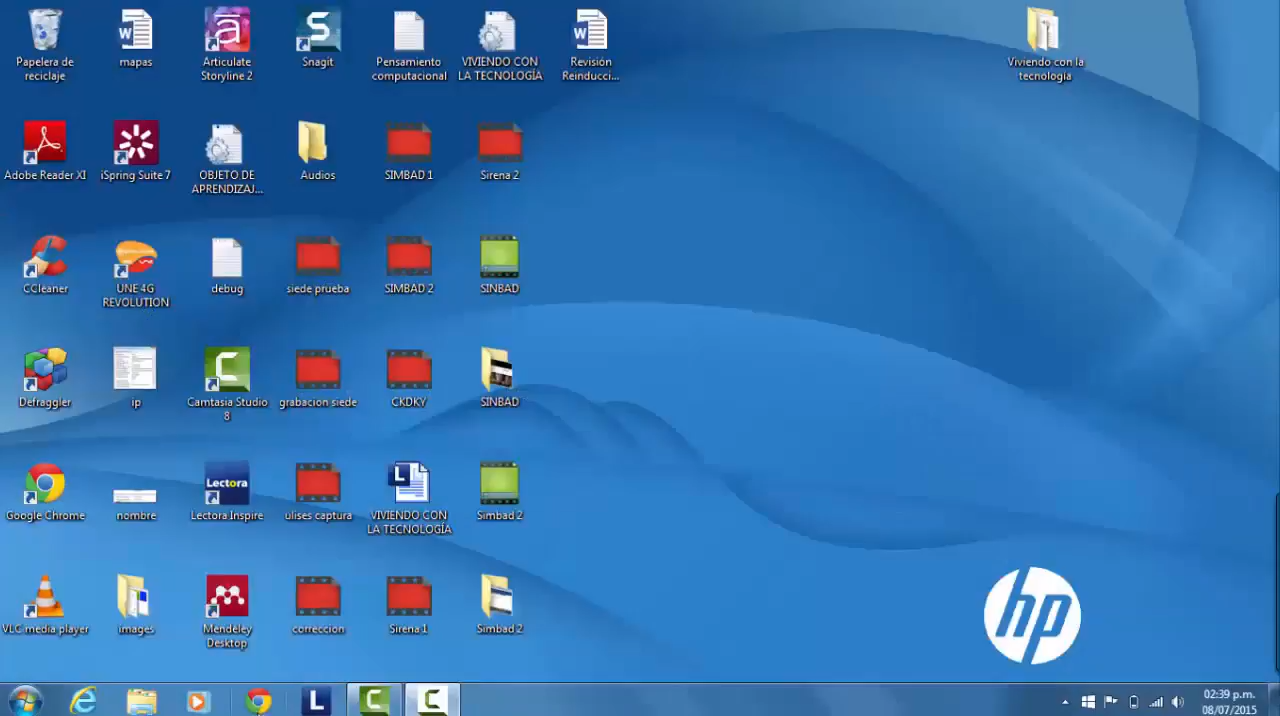 Papelera de
reciclaje
mapas
Articulate
Storyline 2
Snagit
Pensamiento
computacional
VIVIENDO CON
LA TECNOLOGÍA
Revisión
Reinducci...
Viviendo con la
tecnologia
Adobe Reader XI
iSpring Suite 7
OBJETO DE
APRENDIZAJ...
Audios
SIMBAD 1
Sirena 2
CCleaner
UNE 4G
REVOLUTION
debug
siede prueba
SIMBAD 2
SINBAD
Defraggler
ip
Camtasia Studio
8
grabacion siede
CKDKY
SINBAD
Google Chrome
nombre
Lectora
Lectora Inspire
ulises captura
VIVIENDO CON
LA TECNOLOGÍA
Simbad 2
VLC media player
images
Mendeley
Desktop
correccion
Sirena 1
Simbad 2
hp
02:39 p.m.
08/07/2015